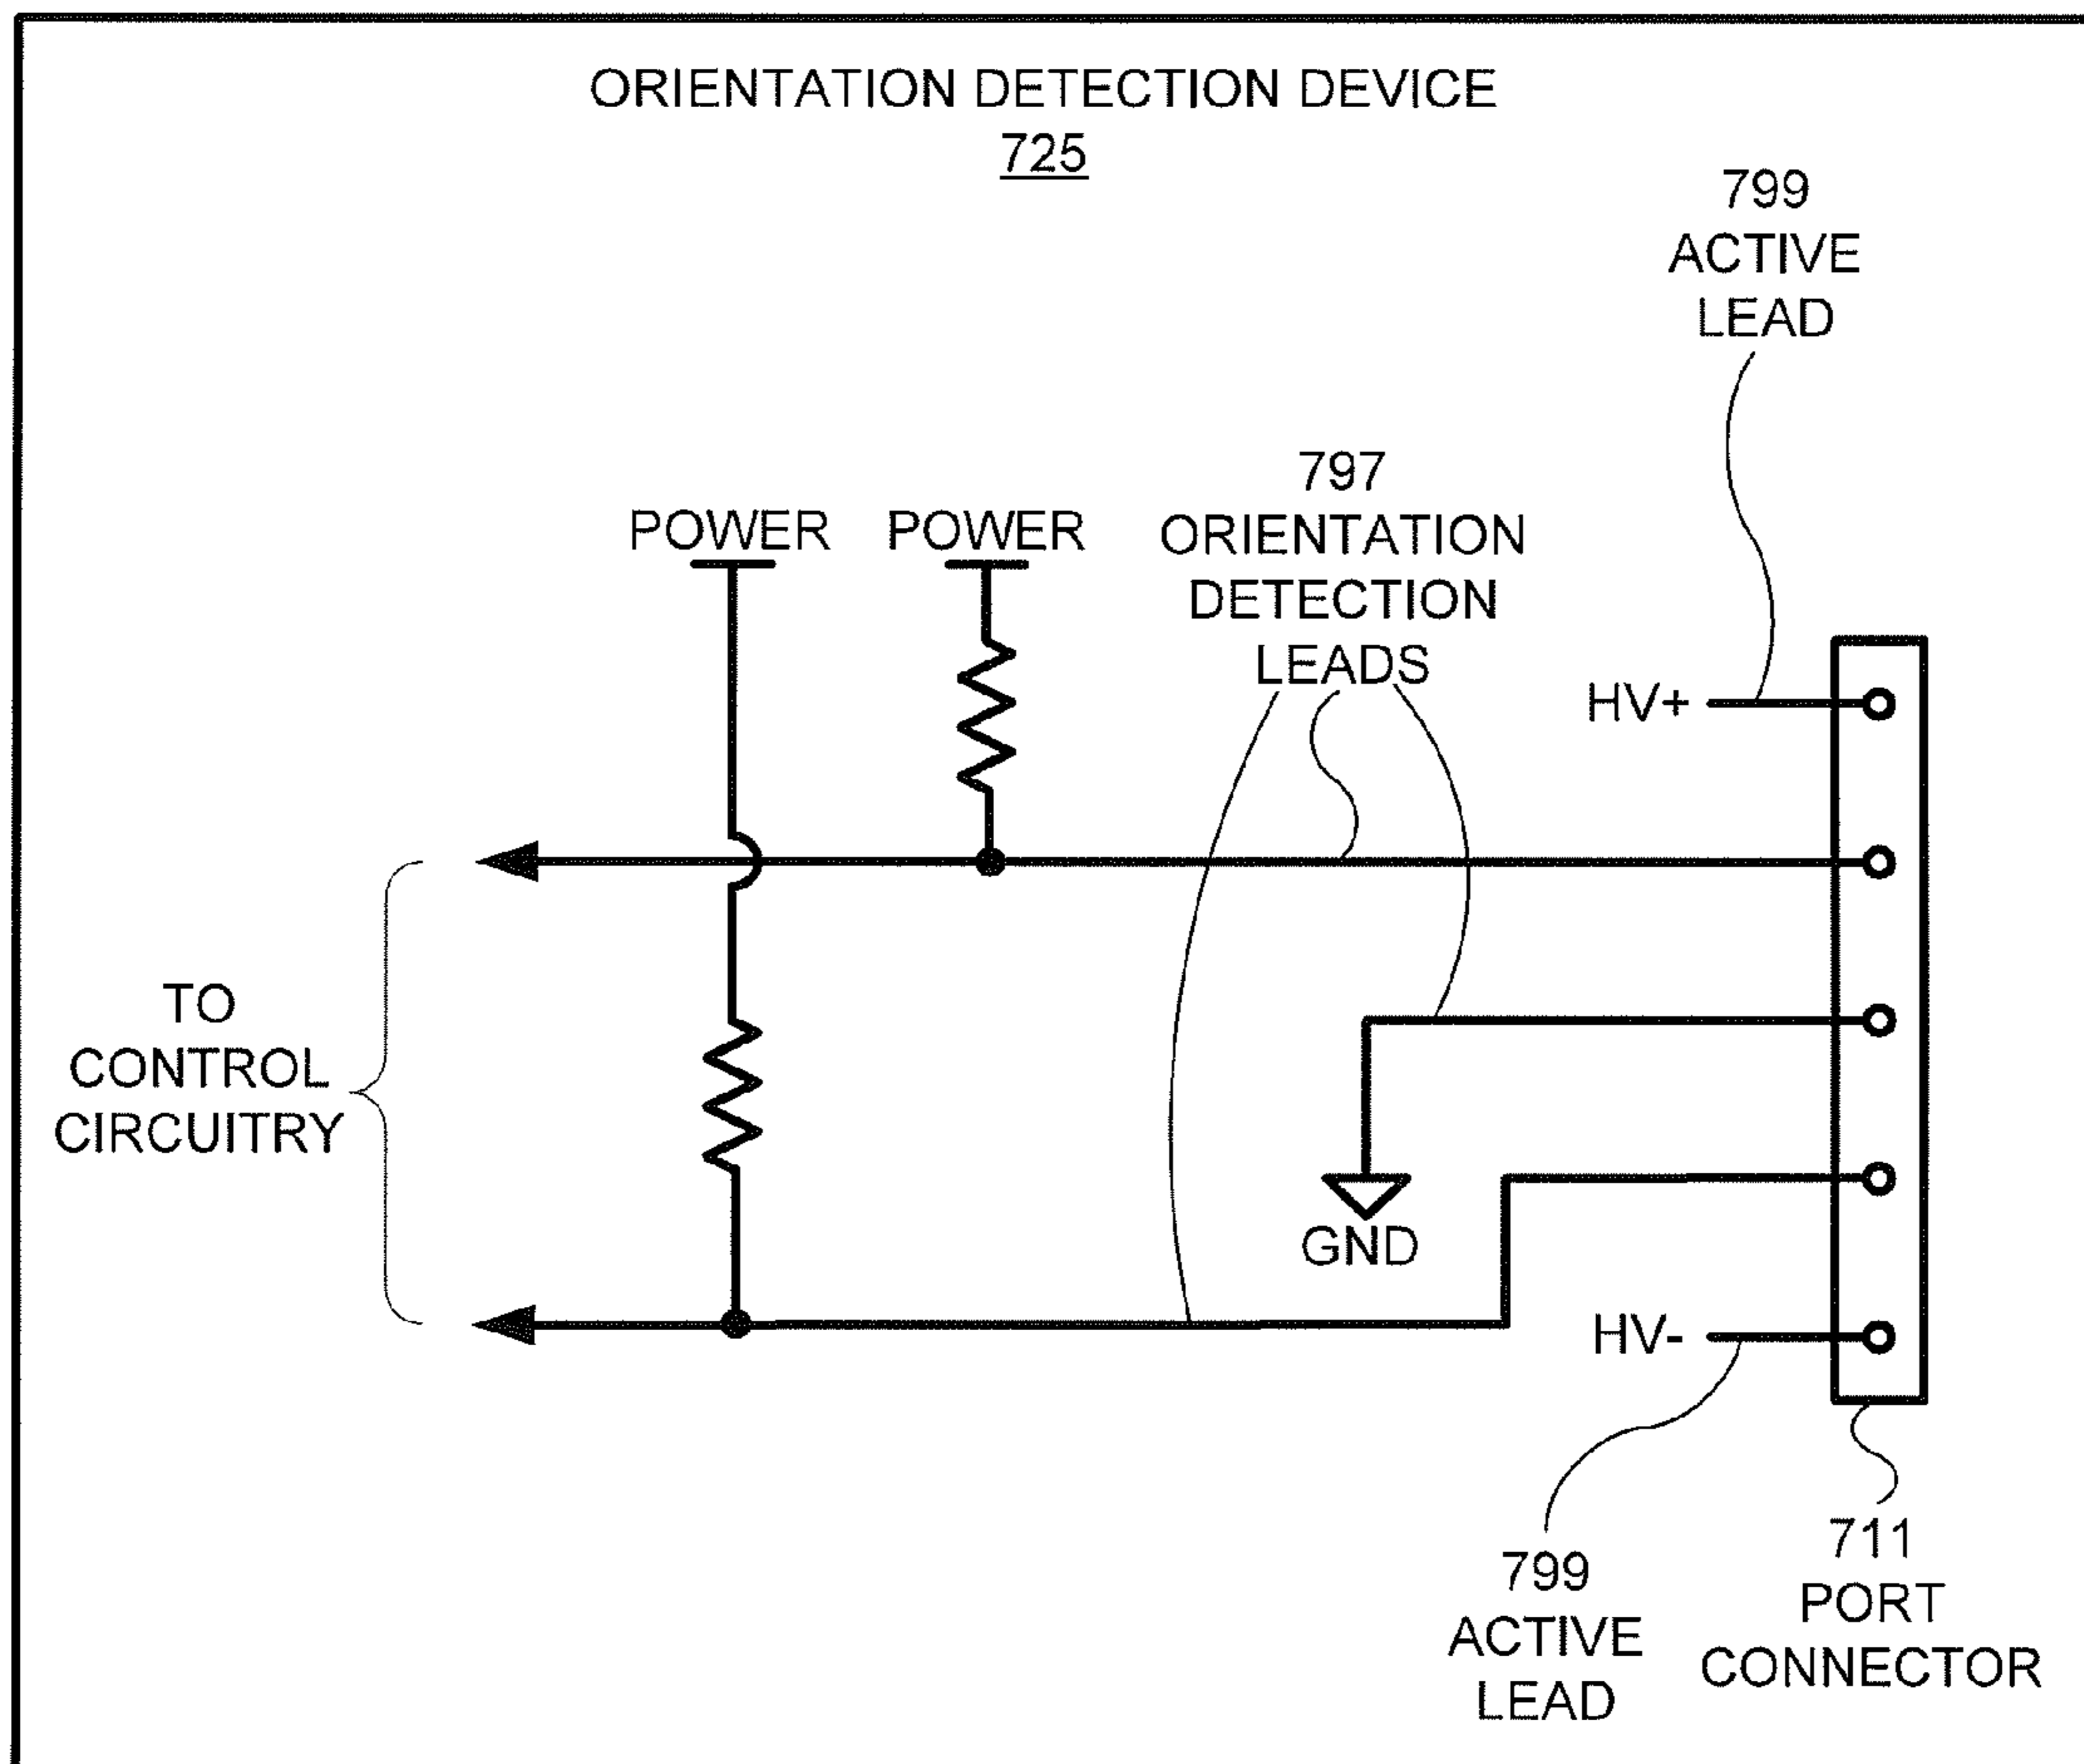 ORIENTATION DETECTION DEVICE
725
799
ACTIVE
LEAD
797
ORIENTATION
DETECTION
LEADS
POWER
POWER
HV+
TO
CONTROL
CIRCUITRY
GND
HV-
799
ACTIVE
LEAD
711
PORT
CONNECTOR